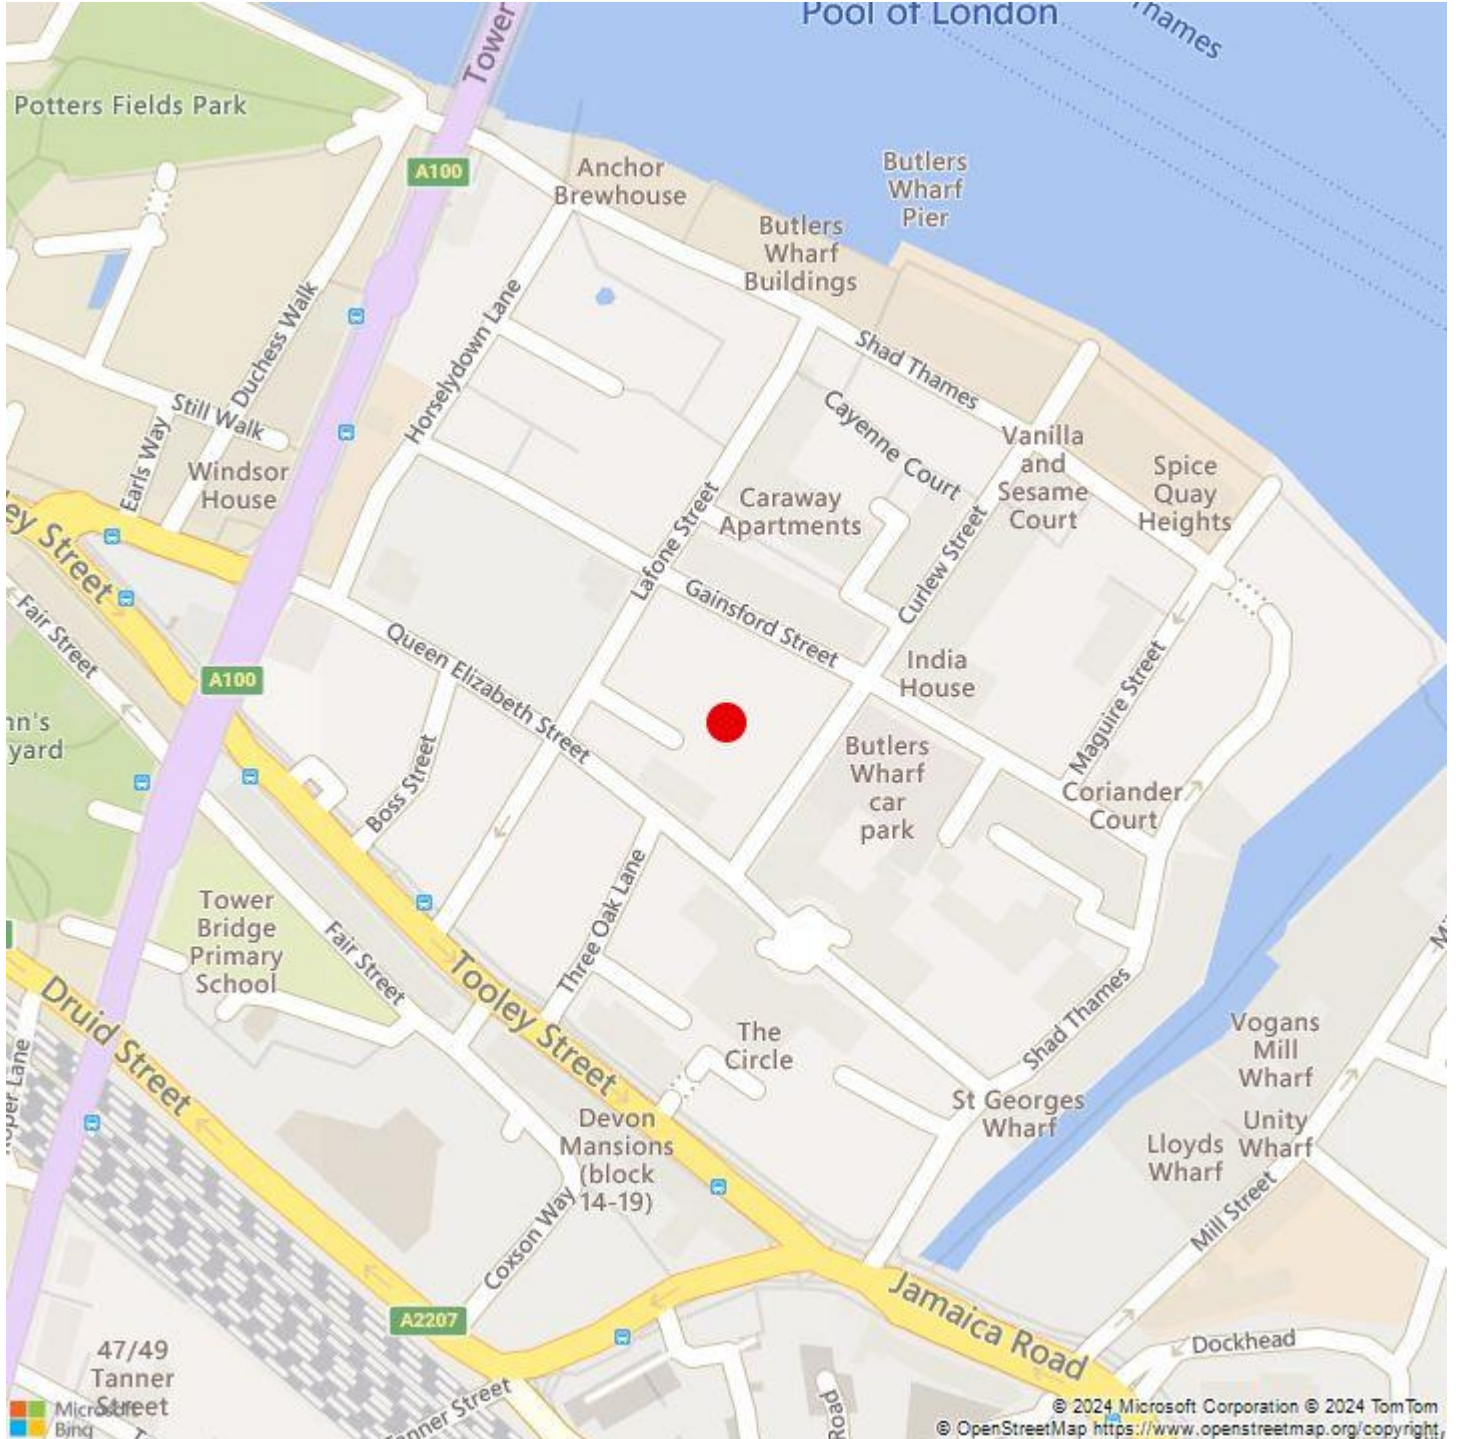 Pool of London
Thames
Tower
Potters Fields Park
A100
Anchor
Brewhouse
Butlers
Wharf
Pier
Butlers
Wharf
Buildings
Duchess Walk
Horselydown Lane
Shad Thames
Still Walk
Earls Way
Windsor
House
Cayenne Court
Vanilla
and
Sesame
Court
Spice
Quay
Heights
Caraway
Apartments
Lafone Street
Curlew Street
ey Street
Fair Street
Gainsford Street
Queen Elizabeth Street
India
House
Maguire Street
A100
nn's
yard
Boss Street
Butlers
Wharf
car
park
Coriander
Court
Tower
Bridge
Primary
School
Fair Street
Three Oak Lane
Tooley Street
Druid Street
Shad Thames
The
Circle
Vogans
Mill
Wharf
St Georges
Wharf
Unity
Wharf
Lloyds
Wharf
Devon
Mansions
(block
14-19)
Coxson Way
Mill Street
A2207
Jamaica Road
Dockhead
47/49
Tanner
Street
Tanner Street
Road
Microsoft
Bing
© 2024 Microsoft Corporation © 2024 TomTom
© OpenStreetMap https://www.openstreetmap.org/copyright,